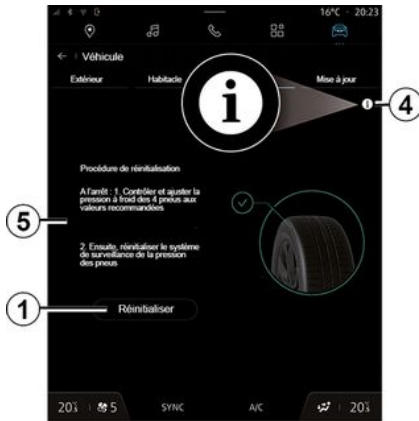 16°C - 20:23
Véhicule
Extérieur Habitacle Mise à jour
i
i
4
Procédure de réinitialisation
A l'arrêt : 1. Contrôler et ajuster la
pression à froid des 4 pneus aux
valeurs recommandées
5
2. Ensuite, réinitialiser le système
de surveillance de la pression
des pneus
1
Réinitialiser
5 SYNC A/C